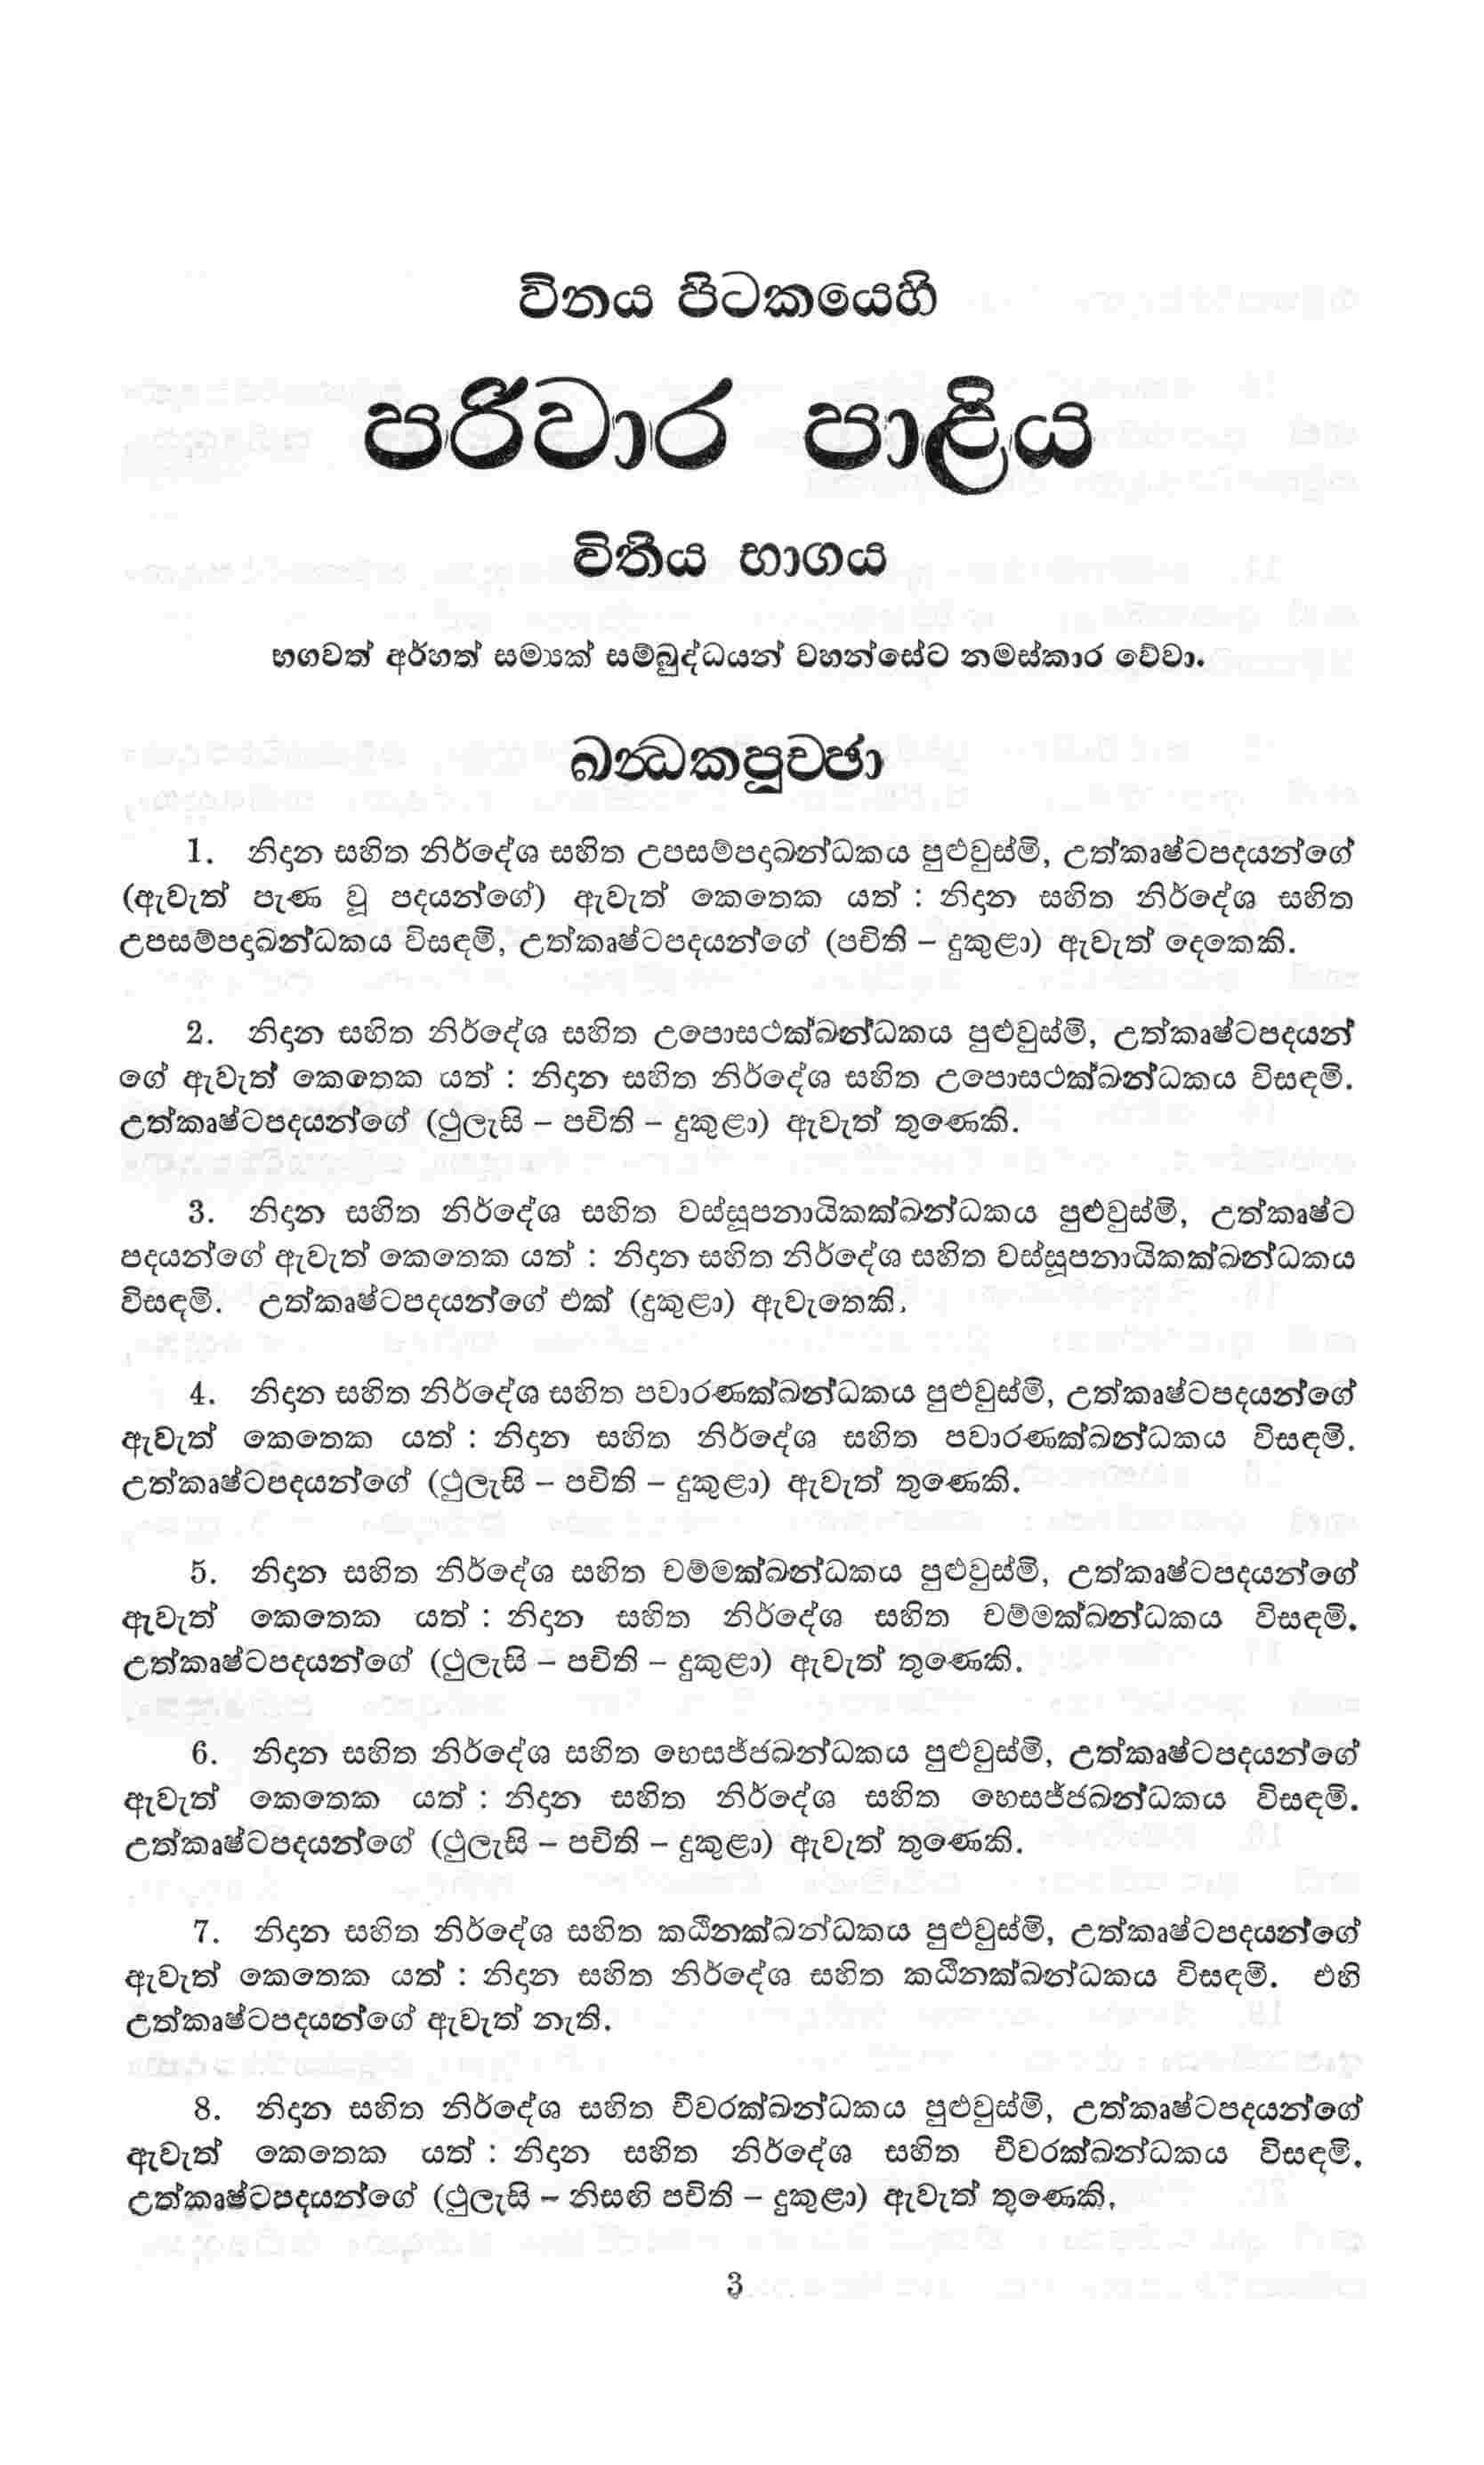 විනය පිටකයෙහි
පරිවාර පාළිය
විතීය භාගය
භගවත් අර්හත් සම්‍යක් සම්බුද්ධයන් වහන්සේට නමස්කාර වේවා.
ඛන්‍ධකපුච්ඡා
1. නිදාන සහිත නිර්දේශ සහිත උපසම්පදාඛන්ධකය පුළුවුස්මි, උත්කෘෂ්ටපදයන්ගේ
(ඇවැත් පැණ වූ පදයන්ගේ) ඇවැත් කෙතෙක යත් : නිදාන සහිත නිර්දේශ සහිත
උපසම්පදාඛන්ධකය විසඳමි, උත්කෘෂ්ටපදයන්ගේ (පචිති – දුකුළා) ඇවැත් දෙකෙකි.
2. නිදාන සහිත නිර්දේශ සහිත උපොසථක්ඛන්ධකය පුළුවුස්මි, උත්කෘෂ්ටපදයන්
ගේ ඇවැත් කෙතෙක යත් : නිදාන සහිත නිර්දේශ සහිත උපොසථක්ඛන්ධකය විසඳමි.
උත්කෘෂ්ටපදයන්ගේ (ථුලැසි – පචිති – දුකුළා) ඇවැත් තුණෙකි.
3. නිදාන සහිත නිර්දේශ සහිත වස්සූපනායිකක්ඛන්ධකය පුළුවුස්මි, උත්කෘෂ්ට
පදයන්ගේ ඇවැත් කෙතෙක යත් : නිදාන සහිත නිර්දේශ සහිත වස්සූපනායිකක්ඛන්ධකය
විසඳමි. උත්කෘෂ්ටපදයන්ගේ එක් (දුකුළා) ඇවැතෙකි.
4. නිදාන සහිත නිර්දේශ සහිත පවාරණක්ඛන්ධකය පුළුවුස්මි, උත්කෘෂ්ටපදයන්ගේ
ඇවැත් කෙතෙක යත් : නිදාන සහිත නිර්දේශ සහිත පවාරණක්ඛන්ධකය විසඳමි.
උත්කෘෂ්ටපදයන්ගේ (ථුලැසි – පචිති – දුකුළා) ඇවැත් තුණෙකි.
5. නිදාන සහිත නිර්දේශ සහිත චම්මක්ඛන්ධකය පුළුවුස්මි, උත්කෘෂ්ටපදයන්ගේ
ඇවැත් කෙතෙක යත් : නිදාන සහිත නිර්දේශ සහිත චම්මක්ඛන්ධකය විසඳමි.
උත්කෘෂ්ටපදයන්ගේ (ථුලැසි – පචිති – දුකුළා) ඇවැත් තුණෙකි.
6. නිදාන සහිත නිර්දේශ සහිත භෙසජ්ජඛන්ධකය පුළුවුස්මි, උත්කෘෂ්ටපදයන්ගේ
ඇවැත් කෙතෙක යත් : නිදාන සහිත නිර්දේශ සහිත භෙසජ්ජඛන්ධකය විසඳමි.
උත්කෘෂ්ටපදයන්ගේ (ථුලැසි – පචිති – දුකුළා) ඇවැත් තුණෙකි.
7. නිදාන සහිත නිර්දේශ සහිත කඨිනක්ඛන්ධකය පුළුවුස්මි, උත්කෘෂ්ටපදයන්ගේ
ඇවැත් කෙතෙක යත් : නිදාන සහිත නිර්දේශ සහිත කඨිනක්ඛන්ධකය විසඳමි. එහි
උත්කෘෂ්ටපදයන්ගේ ඇවැත් නැති.
8. නිදාන සහිත නිර්දේශ සහිත චීවරක්ඛන්ධකය පුළුවුස්මි, උත්කෘෂ්ටපදයන්ගේ
ඇවැත් කෙතෙක යත් : නිදාන සහිත නිර්දේශ සහිත චීවරක්ඛන්ධකය විසඳමි.
උත්කෘෂ්ටපදයන්ගේ (ථුලැසි – නිසඟි පචිති – දුකුළා) ඇවැත් තුණෙකි.
3